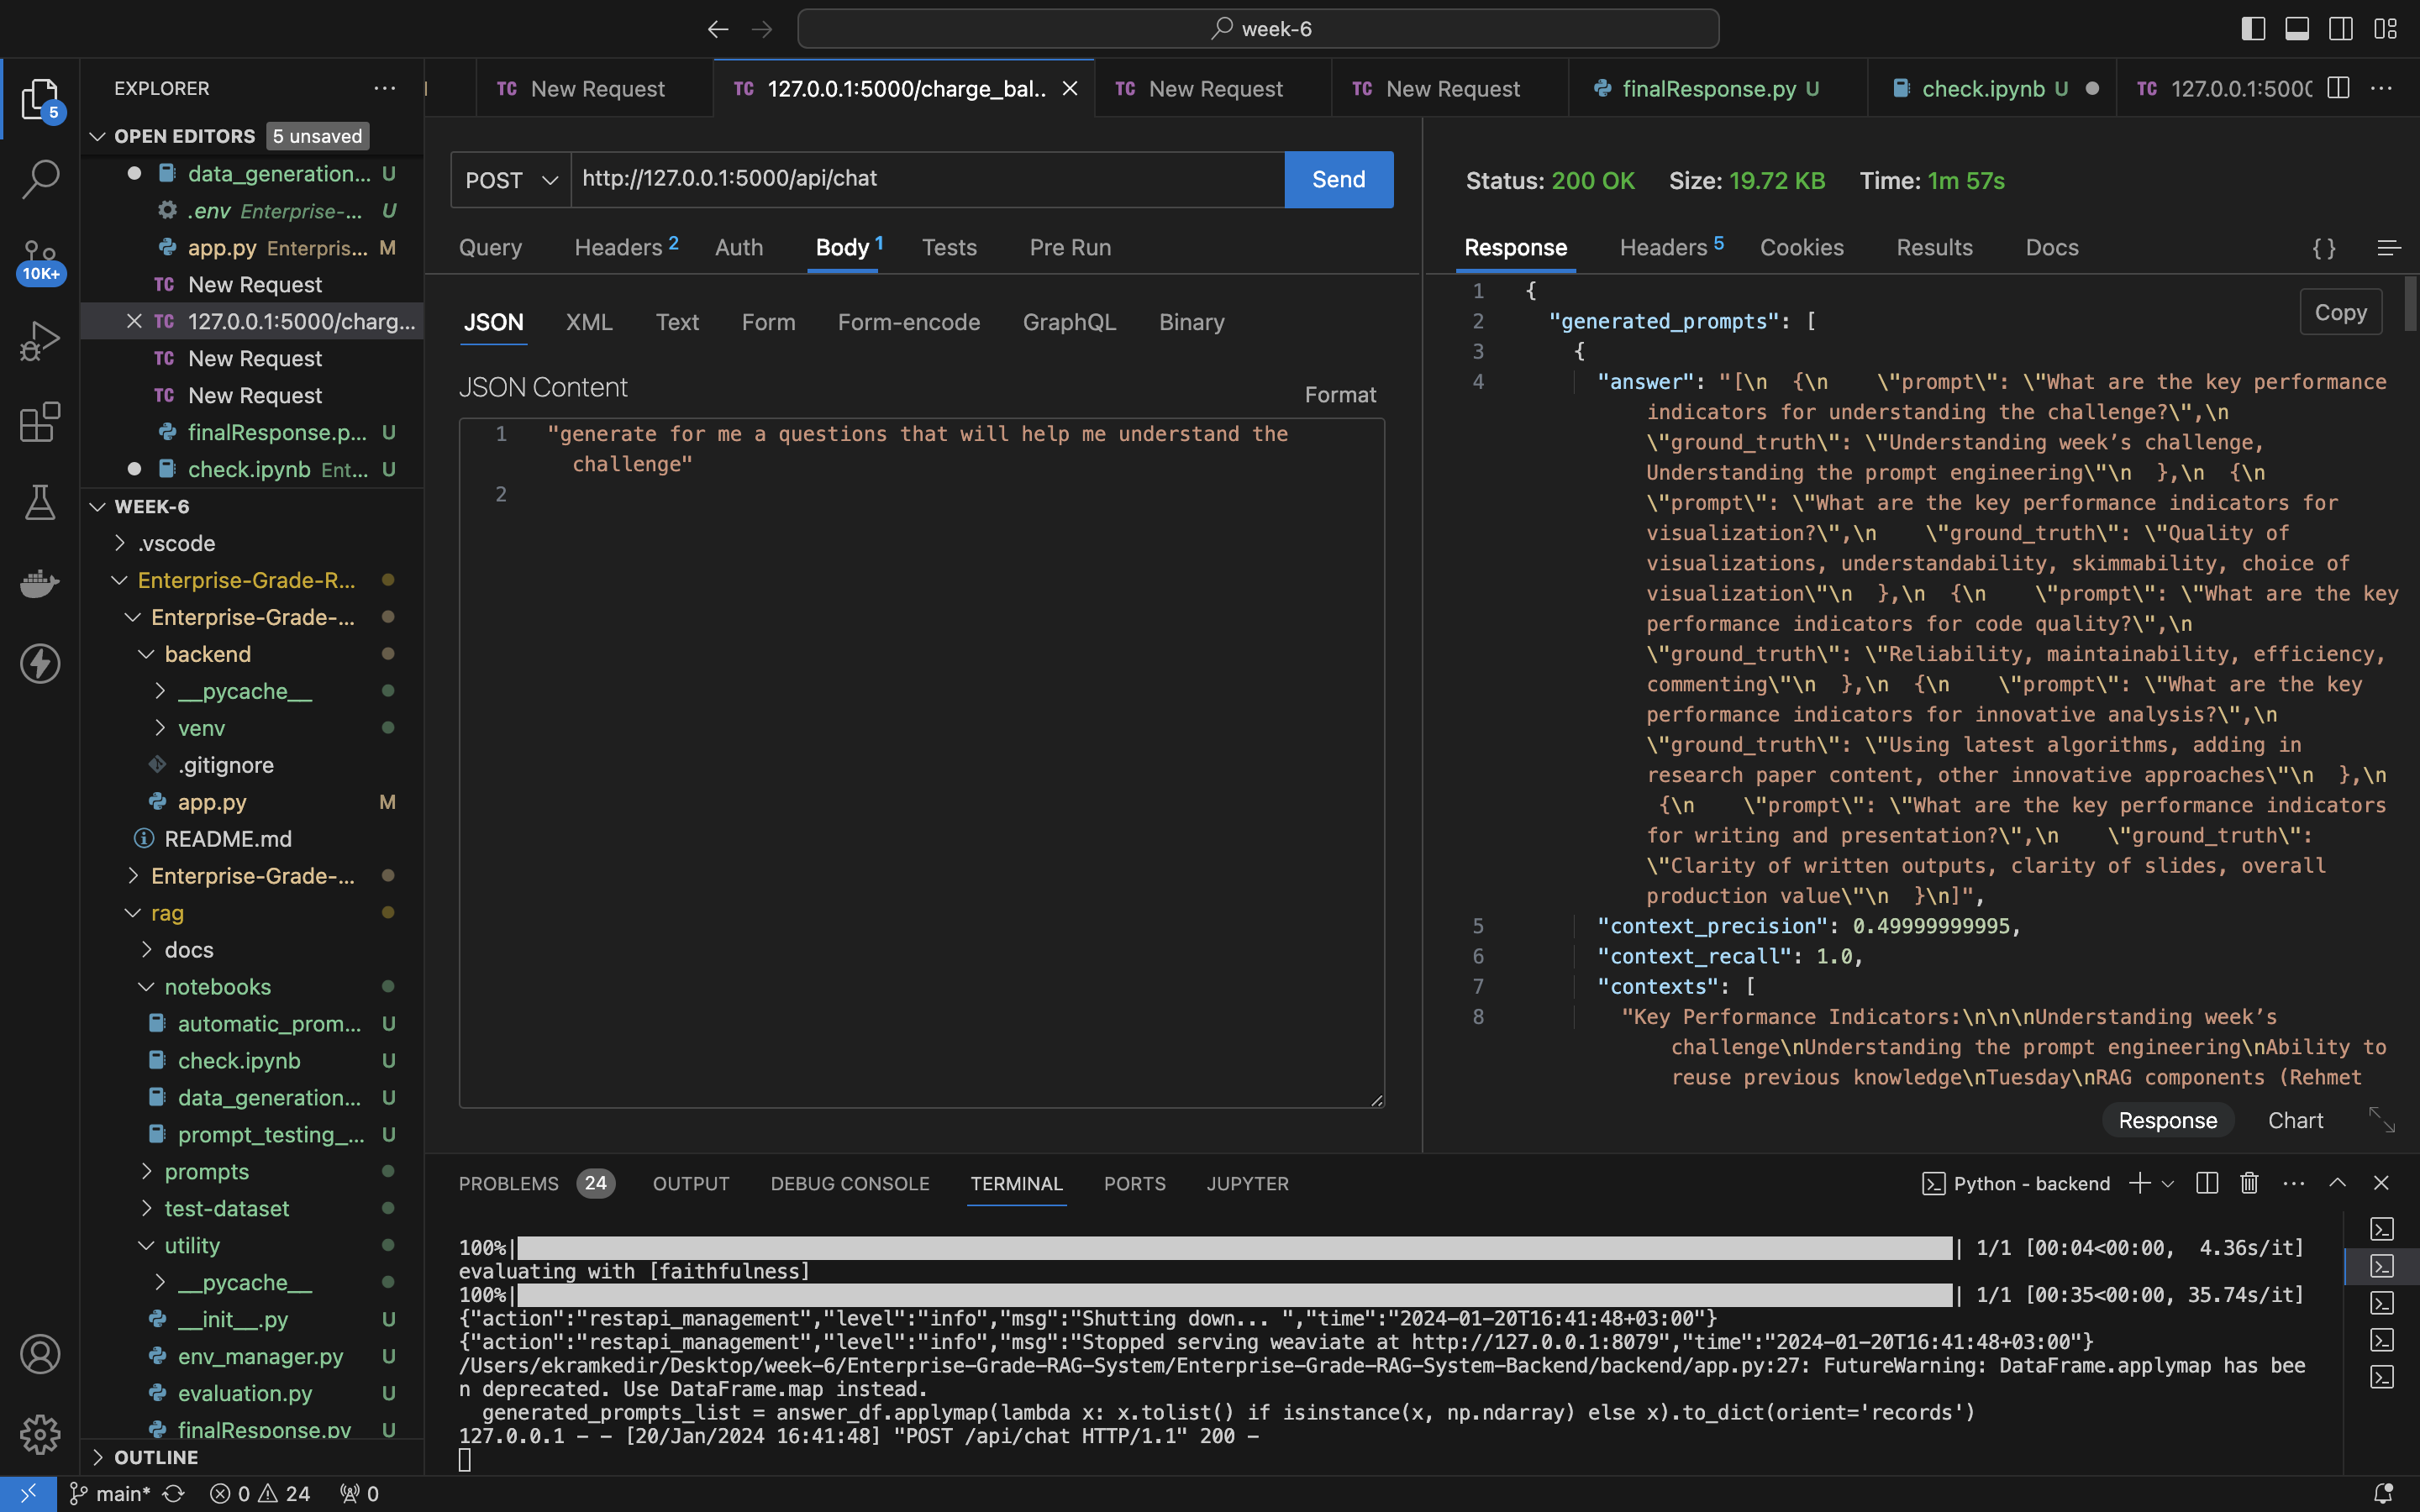 week-6
EXPLORER
5
OPEN EDITORS 5 unsaved
data_generation... U
.env Enterprise-... U
app.py Enterpris... M
TC New Request
TC 127.0.0.1:5000/charg...
TC New Request
TC New Request
finalResponse.p... U
check.ipynb Ent... U
10K+
WEEK-6
.vscode
Enterprise-Grade-R...
Enterprise-Grade-...
backend
__pycache__
venv
.gitignore
app.py M
README.md
Enterprise-Grade-...
rag
docs
notebooks
automatic_prom... U
check.ipynb U
data_generation... U
prompt_testing_... U
prompts
test-dataset
utility
__pycache__
__init__.py U
env_manager.py U
evaluation.py U
finalResponse.py U
OUTLINE
TC New Request
TC 127.0.0.1:5000/charge_bal..
TC New Request
TC New Request
finalResponse.py U
check.ipynb U
TC 127.0.0.1:500(
POST http://127.0.0.1:5000/api/chat Send
Query Headers 2 Auth Body 1 Tests Pre Run
JSON XML Text Form Form-encode GraphQL Binary
JSON Content
Format
1 "generate for me a questions that will help me understand the
challenge"
2
Status: 200 OK Size: 19.72 KB Time: 1m 57s
Response Headers 5 Cookies Results Docs {}
Copy
1 {
2 "generated_prompts": [
3 {
4 "answer": "[\n  {\n    \"prompt\": \"What are the key performance
indicators for understanding the challenge?\",\n
\"ground_truth\": \"Understanding week’s challenge,
Understanding the prompt engineering\"\n  },\n  {\n
\"prompt\": \"What are the key performance indicators for
visualization?\",\n    \"ground_truth\": \"Quality of
visualizations, understandability, skimmability, choice of
visualization\"\n  },\n  {\n    \"prompt\": \"What are the key
performance indicators for code quality?\",\n
\"ground_truth\": \"Reliability, maintainability, efficiency,
commenting\"\n  },\n  {\n    \"prompt\": \"What are the key
performance indicators for innovative analysis?\",\n
\"ground_truth\": \"Using latest algorithms, adding in
research paper content, other innovative approaches\"\n  },\n
{\n    \"prompt\": \"What are the key performance indicators
for writing and presentation?\",\n    \"ground_truth\":
\"Clarity of written outputs, clarity of slides, overall
production value\"\n  }\n]",
5 "context_precision": 0.49999999995,
6 "context_recall": 1.0,
7 "contexts": [
8 "Key Performance Indicators:\n\n\nUnderstanding week’s
challenge\nUnderstanding the prompt engineering\nAbility to
reuse previous knowledge\nTuesday\nRAG components (Rehmet
Response Chart
PROBLEMS 24 OUTPUT DEBUG CONSOLE TERMINAL PORTS JUPYTER
Python - backend
100%| | 1/1 [00:04<00:00,  4.36s/it]
evaluating with [faithfulness]
100%| | 1/1 [00:35<00:00, 35.74s/it]
{"action":"restapi_management","level":"info","msg":"Shutting down... ","time":"2024-01-20T16:41:48+03:00"}
{"action":"restapi_management","level":"info","msg":"Stopped serving weaviate at http://127.0.0.1:8079","time":"2024-01-20T16:41:48+03:00"}
/Users/ekramkedir/Desktop/week-6/Enterprise-Grade-RAG-System/Enterprise-Grade-RAG-System-Backend/backend/app.py:27: FutureWarning: DataFrame.applymap has bee
n deprecated. Use DataFrame.map instead.
generated_prompts_list = answer_df.applymap(lambda x: x.tolist() if isinstance(x, np.ndarray) else x).to_dict(orient='records')
127.0.0.1 - - [20/Jan/2024 16:41:48] "POST /api/chat HTTP/1.1" 200 -
main* 0 24 0